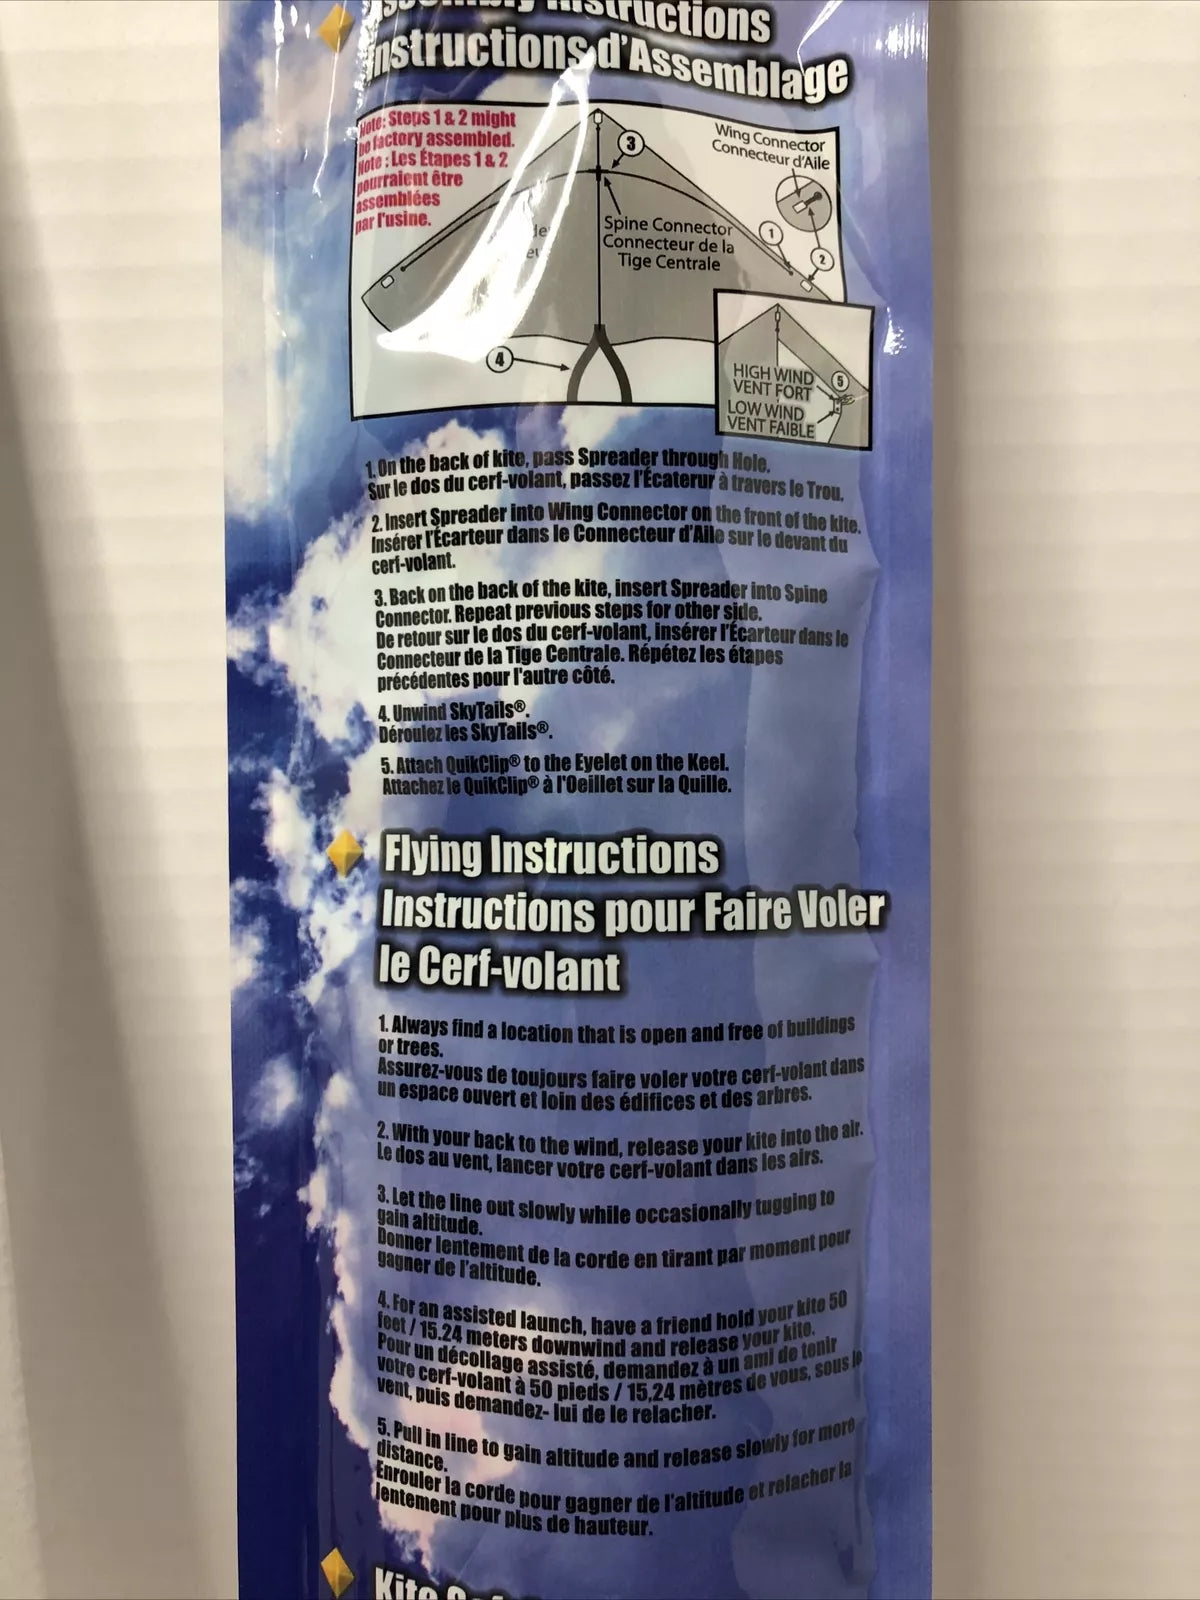 Assembly Instructions
Instructions d'Assemblage
Note: Steps 1 & 2 might
be factory assembled.
Note : Les Étapes 1 & 2
pourraient être
assemblées
par l'usine.
3
Wing Connector
Connecteur d'Aile
Spine Connector
Connecteur de la
Tige Centrale
1
2
4
HIGH WIND
VENT FORT
5
LOW WIND
VENT FAIBLE
1. On the back of kite, pass Spreader through Hole.
Sur le dos du cerf-volant, passez l'Écaterur à travers le Trou.
2. Insert Spreader into Wing Connector on the front of the kite.
Insérer l'Écarteur dans le Connecteur d'Aile sur le devant du
cerf-volant.
3. Back on the back of the kite, insert Spreader into Spine
Connector. Repeat previous steps for other side.
De retour sur le dos du cerf-volant, insérer l'Écarteur dans le
Connecteur de la Tige Centrale. Répétez les étapes
précédentes pour l'autre côté.
4. Unwind SkyTails®.
Déroulez les SkyTails®.
5. Attach QuikClip® to the Eyelet on the Keel.
Attachez le QuikClip® à l'Oeillet sur la Quille.
Flying Instructions
Instructions pour Faire Voler
le Cerf-volant
1. Always find a location that is open and free of buildings
or trees.
Assurez-vous de toujours faire voler votre cerf-volant dans
un espace ouvert et loin des édifices et des arbres.
2. With your back to the wind, release your kite into the air.
Le dos au vent, lancer votre cerf-volant dans les airs.
3. Let the line out slowly while occasionally tugging to
gain altitude.
Donner lentement de la corde en tirant par moment pour
gagner de l'altitude.
4. For an assisted launch, have a friend hold your kite 50
feet / 15.24 meters downwind and release your kite.
Pour un décollage assisté, demandez à un ami de tenir
votre cerf-volant à 50 pieds / 15,24 mètres de vous, sous le
vent, puis demandez- lui de le relacher.
5. Pull in line to gain altitude and release slowly for more
distance.
Enrouler la corde pour gagner de l'altitude et relacher la
lentement pour plus de hauteur.
Kite